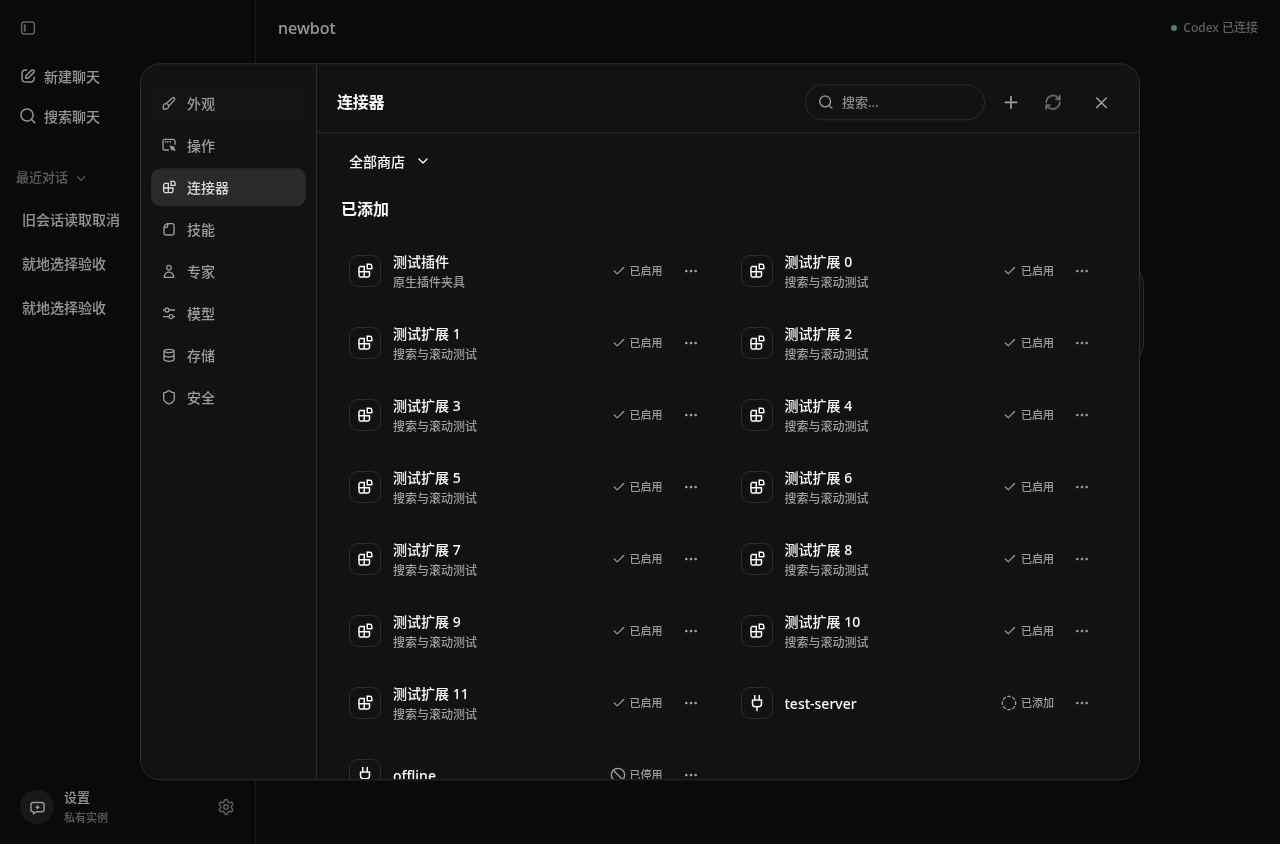 newbot
Codex 已连接
新建聊天
搜索聊天
最近对话
旧会话读取取消
就地选择验收
就地选择验收
设置
私有实例
外观
操作
连接器
技能
专家
模型
存储
安全
连接器
搜索...
全部商店
已添加
测试插件
原生插件夹具
已启用
测试扩展 0
搜索与滚动测试
已启用
测试扩展 1
搜索与滚动测试
已启用
测试扩展 2
搜索与滚动测试
已启用
测试扩展 3
搜索与滚动测试
已启用
测试扩展 4
搜索与滚动测试
已启用
测试扩展 5
搜索与滚动测试
已启用
测试扩展 6
搜索与滚动测试
已启用
测试扩展 7
搜索与滚动测试
已启用
测试扩展 8
搜索与滚动测试
已启用
测试扩展 9
搜索与滚动测试
已启用
测试扩展 10
搜索与滚动测试
已启用
测试扩展 11
搜索与滚动测试
已启用
test-server
已添加
offline
已停用